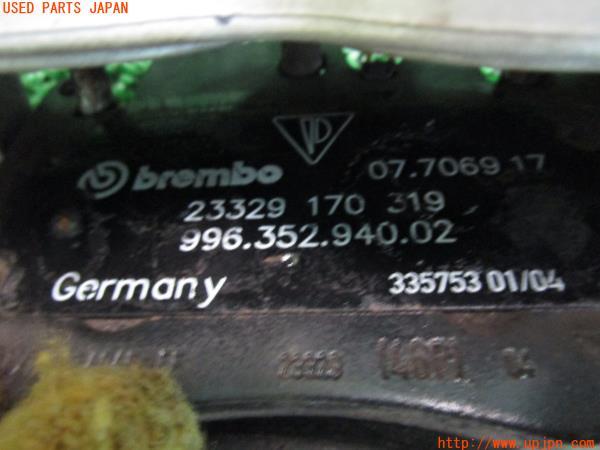 USED PARTS JAPAN
brembo 07.7069 17
23329 170 319
996.352.940.02
Germany 335753 01/04
http://www.upjpn.com